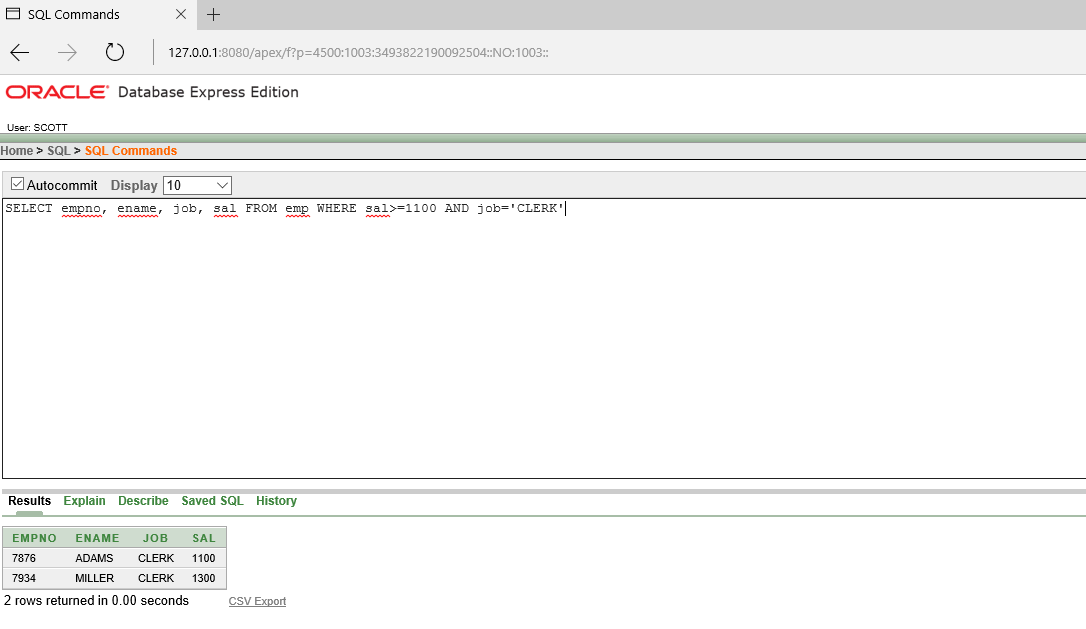 SQL Commands
127.0.0.1:8080/apex/f?p=4500:1003:3493822190092504::NO:1003::
ORACLE Database Express Edition
User: SCOTT
Home > SQL > SQL Commands
Autocommit Display 10
SELECT empno, ename, job, sal FROM emp WHERE sal>=1100 AND job='CLERK'
Results Explain Describe Saved SQL History
EMPNO ENAME JOB SAL
7876 ADAMS CLERK 1100
7934 MILLER CLERK 1300
2 rows returned in 0.00 seconds CSV Export